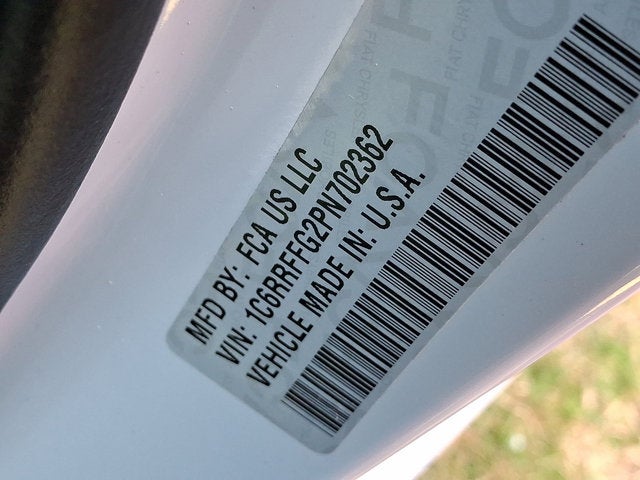 MFD BY: FCA US LLC
VIN: 1C6RRFFG2PN702362
VEHICLE MADE IN: U.S.A.